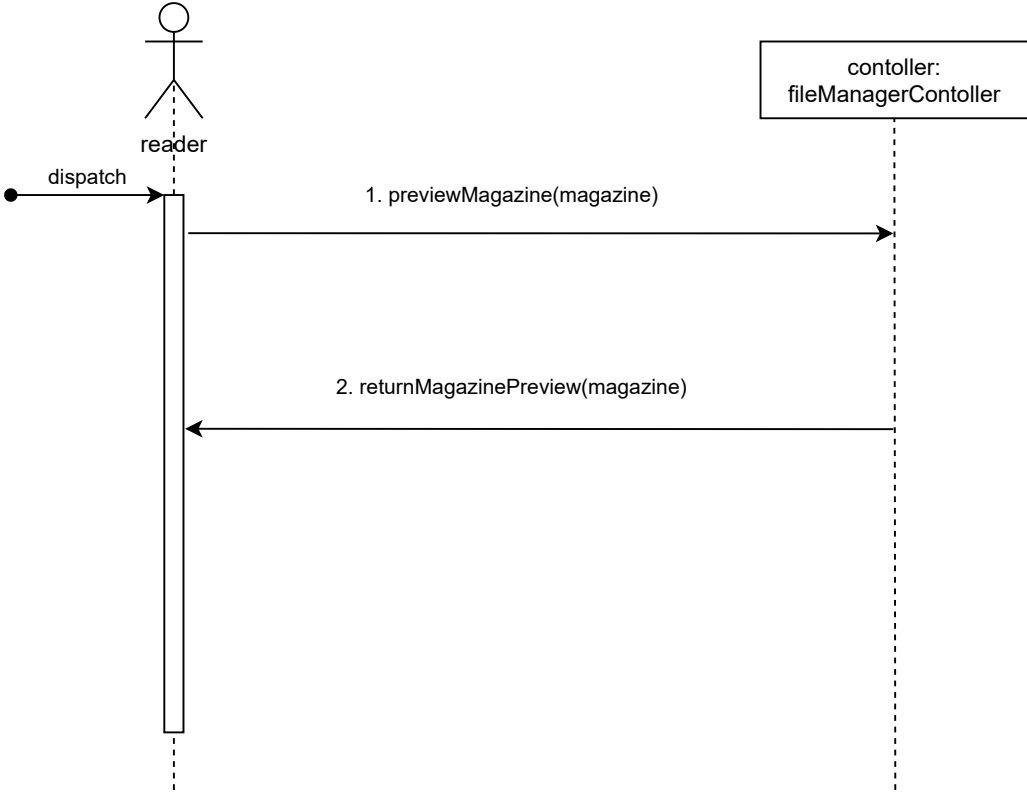 contoller:
fileManagerContoller
reader
dispatch
1. previewMagazine(magazine)
2. returnMagazinePreview(magazine)